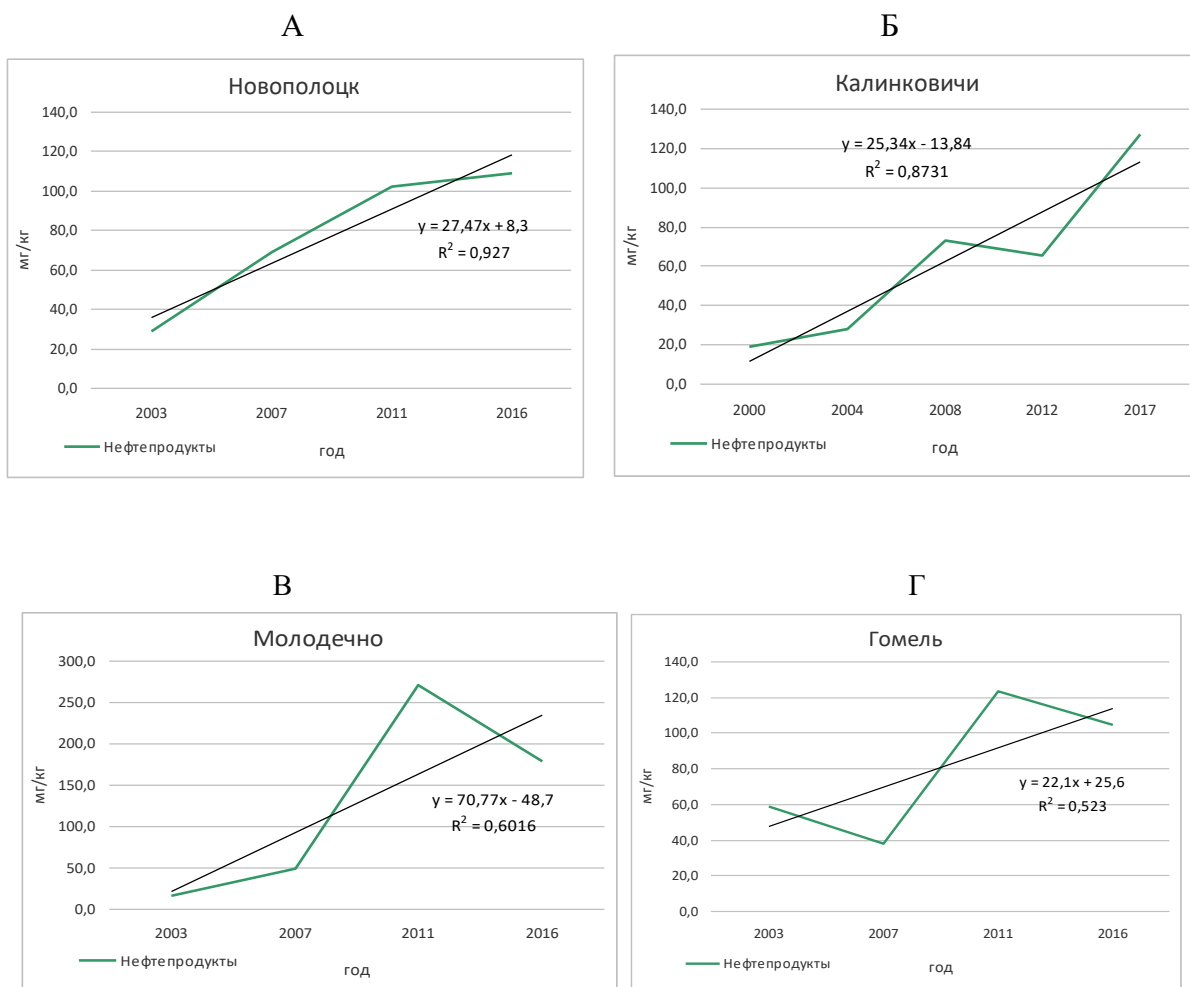 А
Новополоцк
140,0
120,0
100,0
80,0
60,0
40,0
20,0
0,0
мг/кг
y = 27,47x + 8,3
R² = 0,927
2003 2007 2011 2016
Нефтепродукты
год
Б
Калинковичи
140,0
120,0
100,0
80,0
60,0
40,0
20,0
0,0
мг/кг
y = 25,34x - 13,84
R² = 0,8731
2000 2004 2008 2012 2017
Нефтепродукты
год
В
Молодечно
300,0
250,0
200,0
150,0
100,0
50,0
0,0
мг/кг
y = 70,77x - 48,7
R² = 0,6016
2003 2007 2011 2016
Нефтепродукты
год
Г
Гомель
140,0
120,0
100,0
80,0
60,0
40,0
20,0
0,0
мг/кг
y = 22,1x + 25,6
R² = 0,523
2003 2007 2011 2016
Нефтепродукты
год